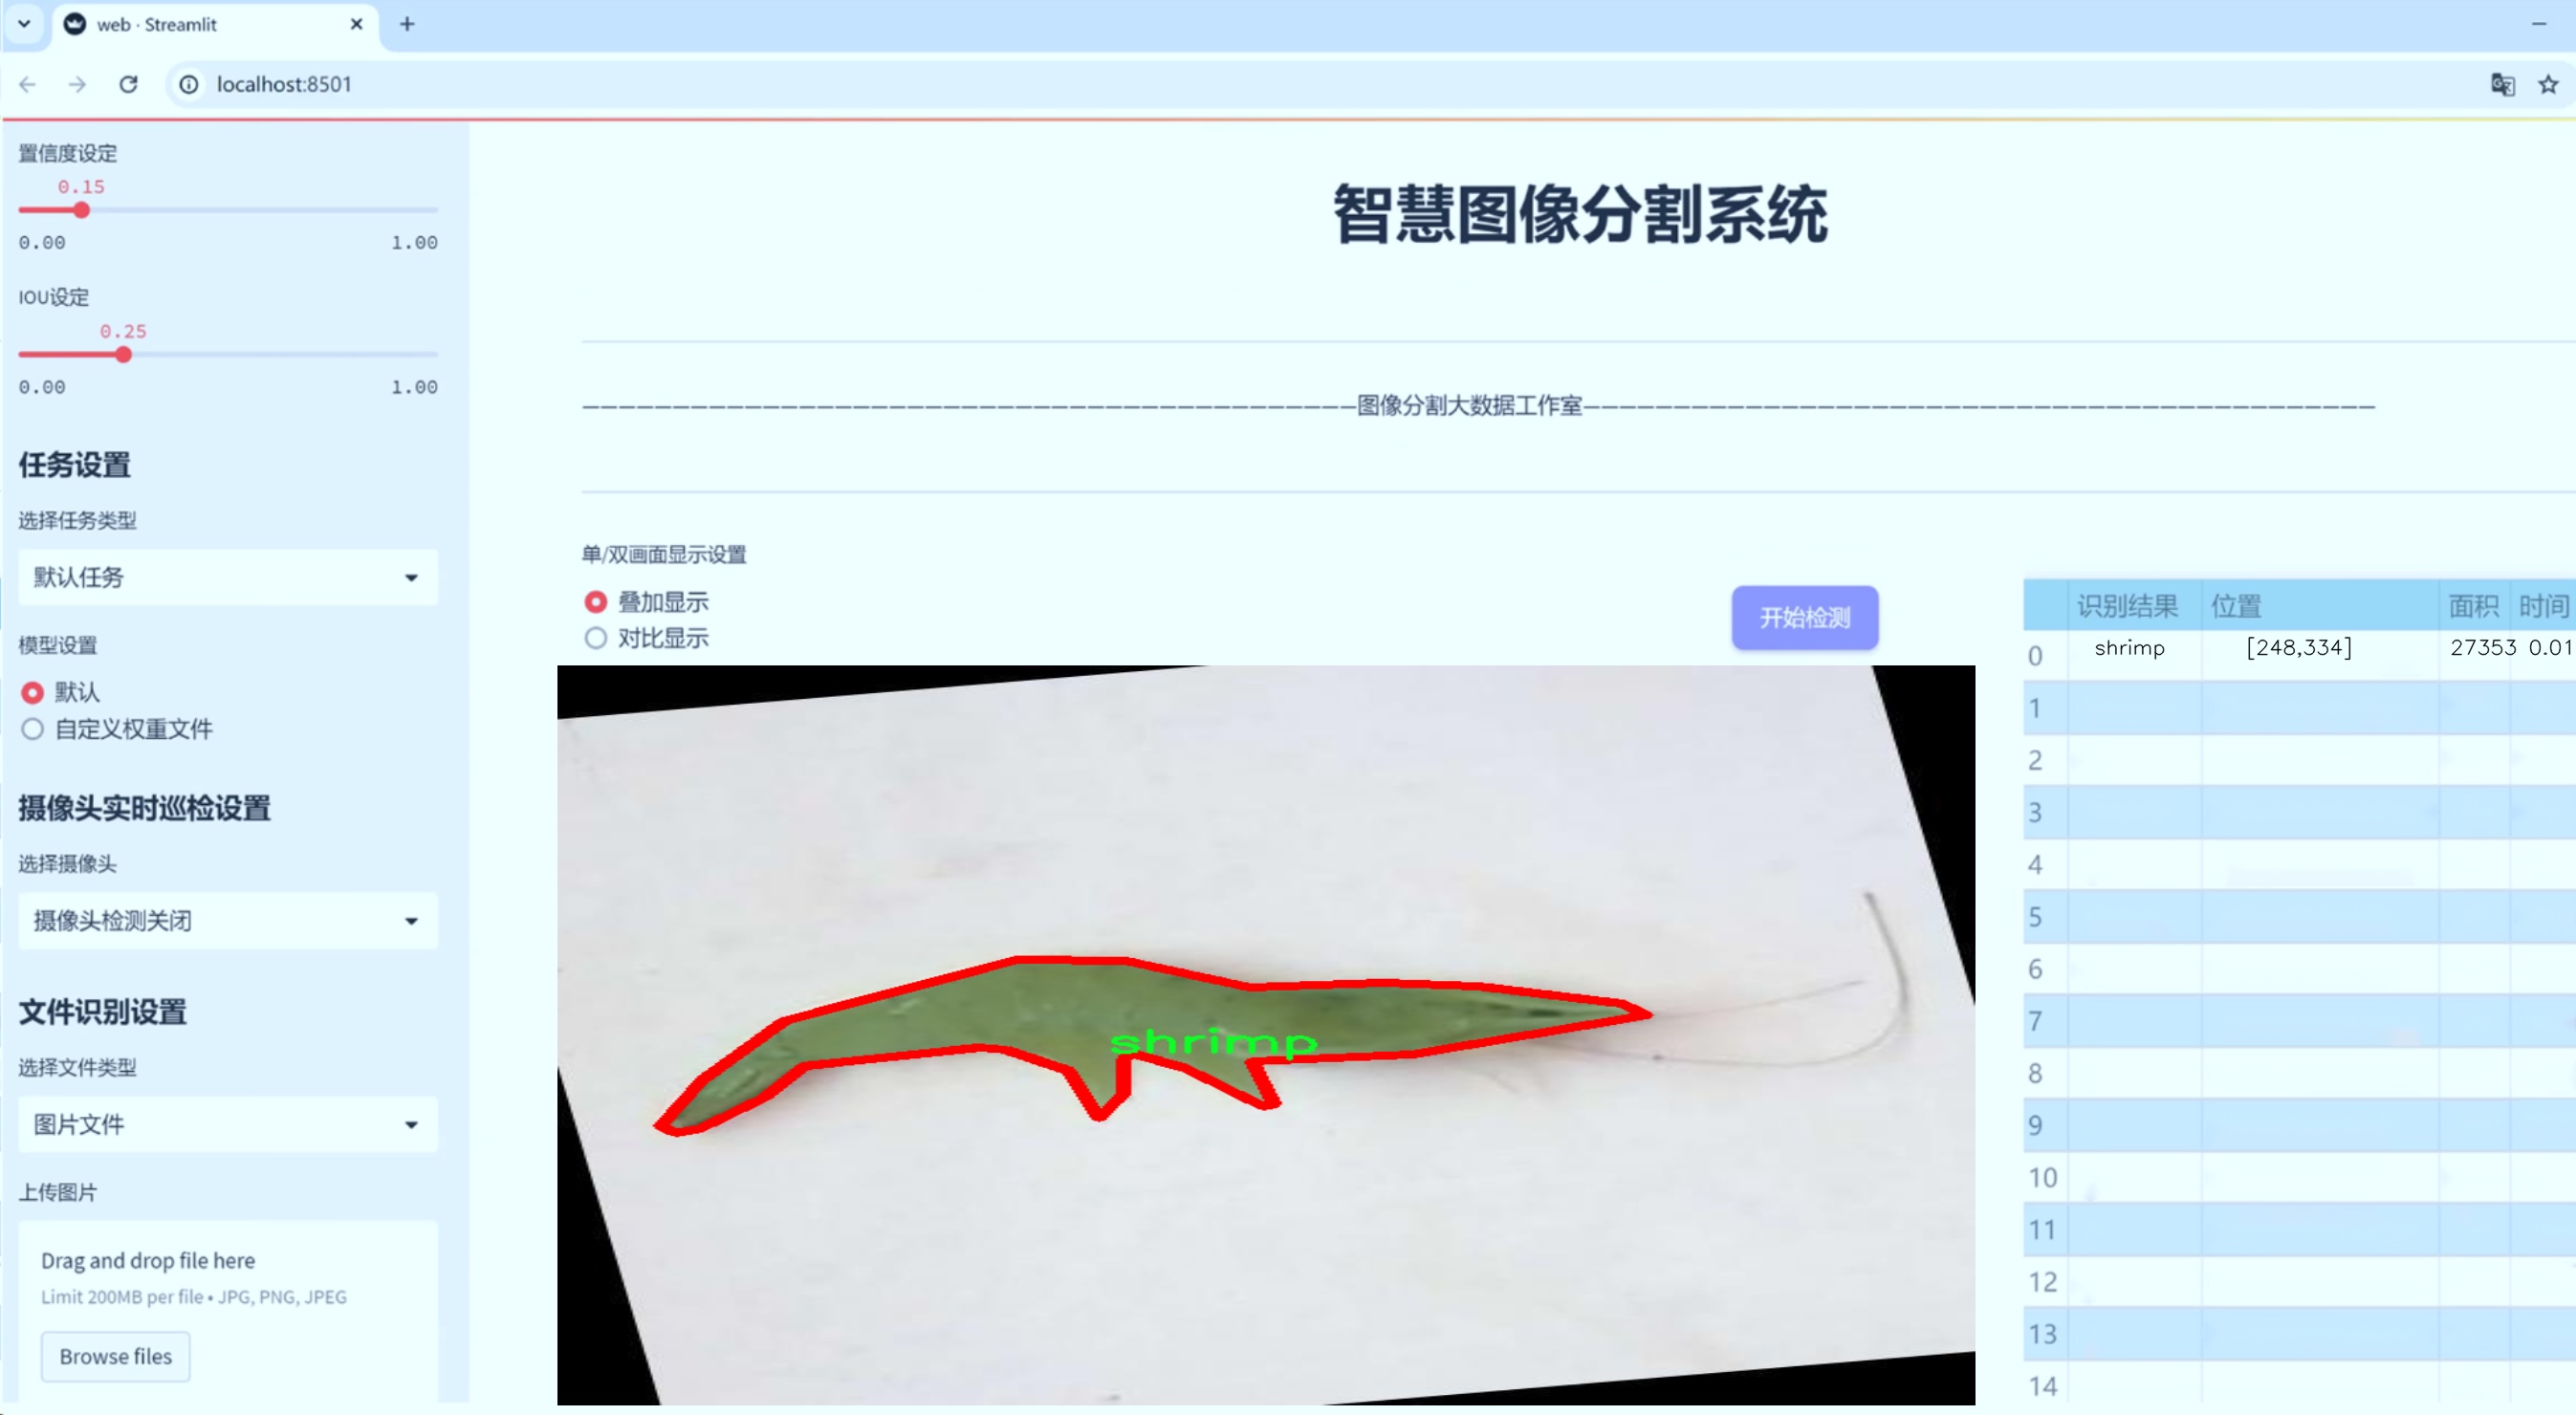 web · Streamlit
localhost:8501
置信度设定
0.15
0.00 1.00
IOU设定
0.25
0.00 1.00
任务设置
选择任务类型
默认任务
模型设置
默认
自定义权重文件
摄像头实时巡检设置
选择摄像头
摄像头检测关闭
文件识别设置
选择文件类型
图片文件
上传图片
Drag and drop file here
Limit 200MB per file • JPG, PNG, JPEG
Browse files
智慧图像分割系统
图像分割大数据工作室
单/双画面显示设置
叠加显示
对比显示
开始检测
shrimp
识别结果 位置 面积 时间
0 shrimp [248,334] 27353 0.01
1
2
3
4
5
6
7
8
9
10
11
12
13
14